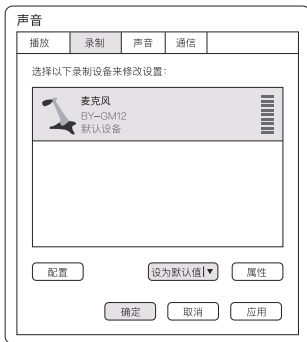 声音
播放 录制 声音 通信
选择以下录制设备来修改设置:
麦克风
BY-GM12
默认设备
配置 设为默认值 属性
确定 取消 应用